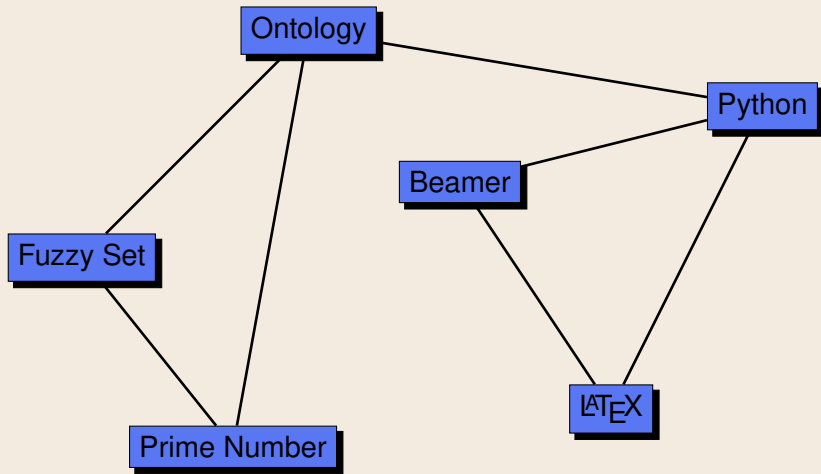 Ontology
Python
Beamer
Fuzzy Set
LATEX
Prime Number